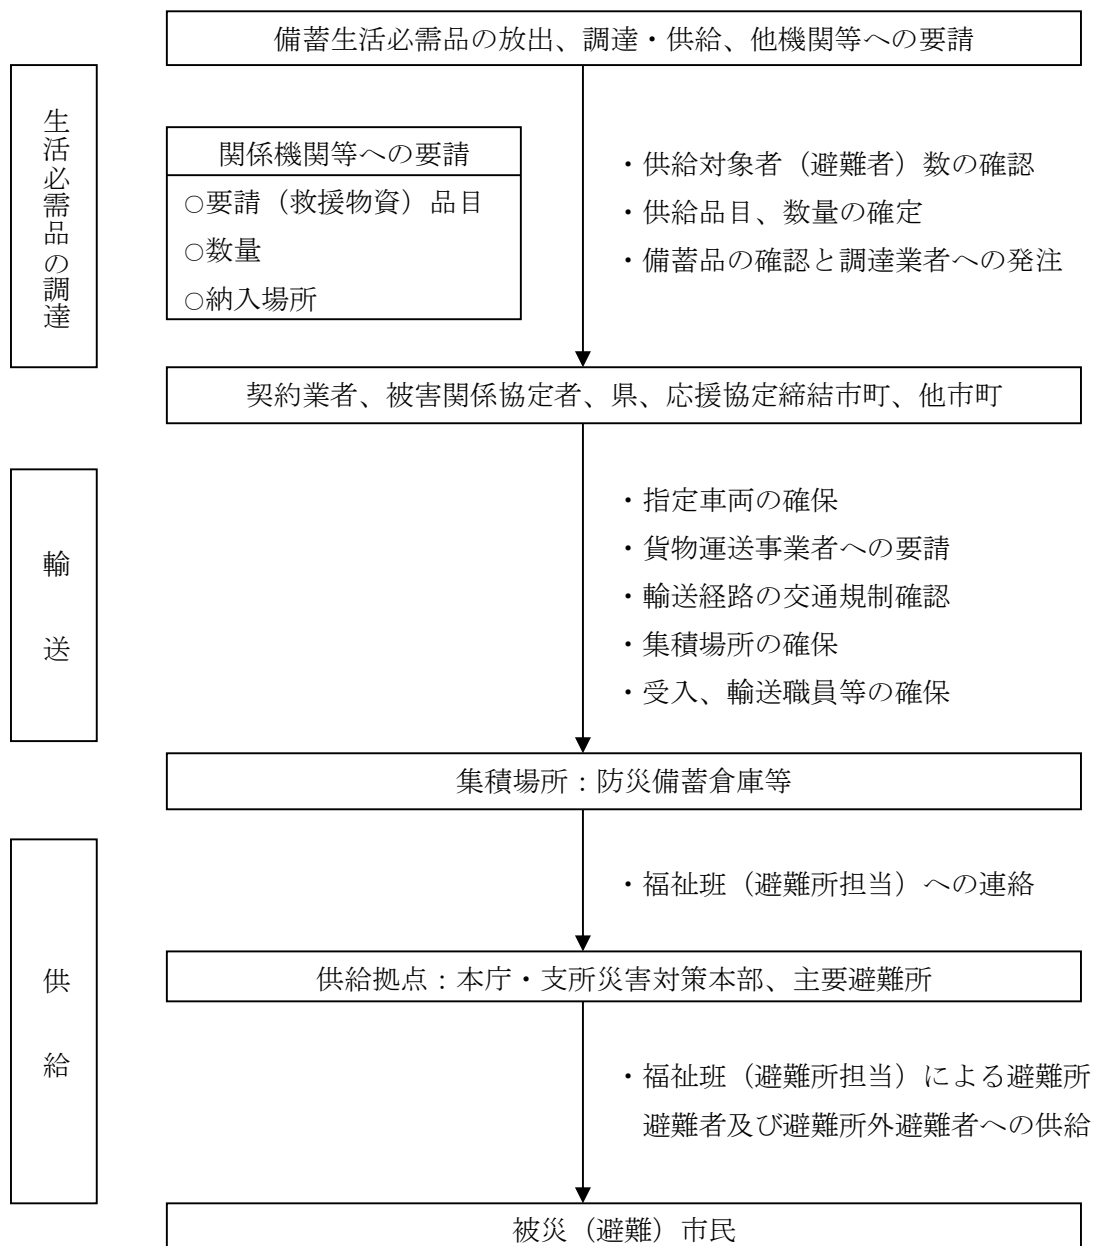 備蓄生活必需品の放出、調達・供給、他機関等への要請
生活必需品の調達
関係機関等への要請
○要請（救援物資）品目
○数量
○納入場所
・供給対象者（避難者）数の確認
・供給品目、数量の確定
・備蓄品の確認と調達業者への発注
契約業者、被害関係協定者、県、応援協定締結市町、他市町
輸送
・指定車両の確保
・貨物運送事業者への要請
・輸送経路の交通規制確認
・集積場所の確保
・受入、輸送職員等の確保
集積場所：防災備蓄倉庫等
供給
・福祉班（避難所担当）への連絡
供給拠点：本庁・支所災害対策本部、主要避難所
・福祉班（避難所担当）による避難所
避難者及び避難所外避難者への供給
被災（避難）市民